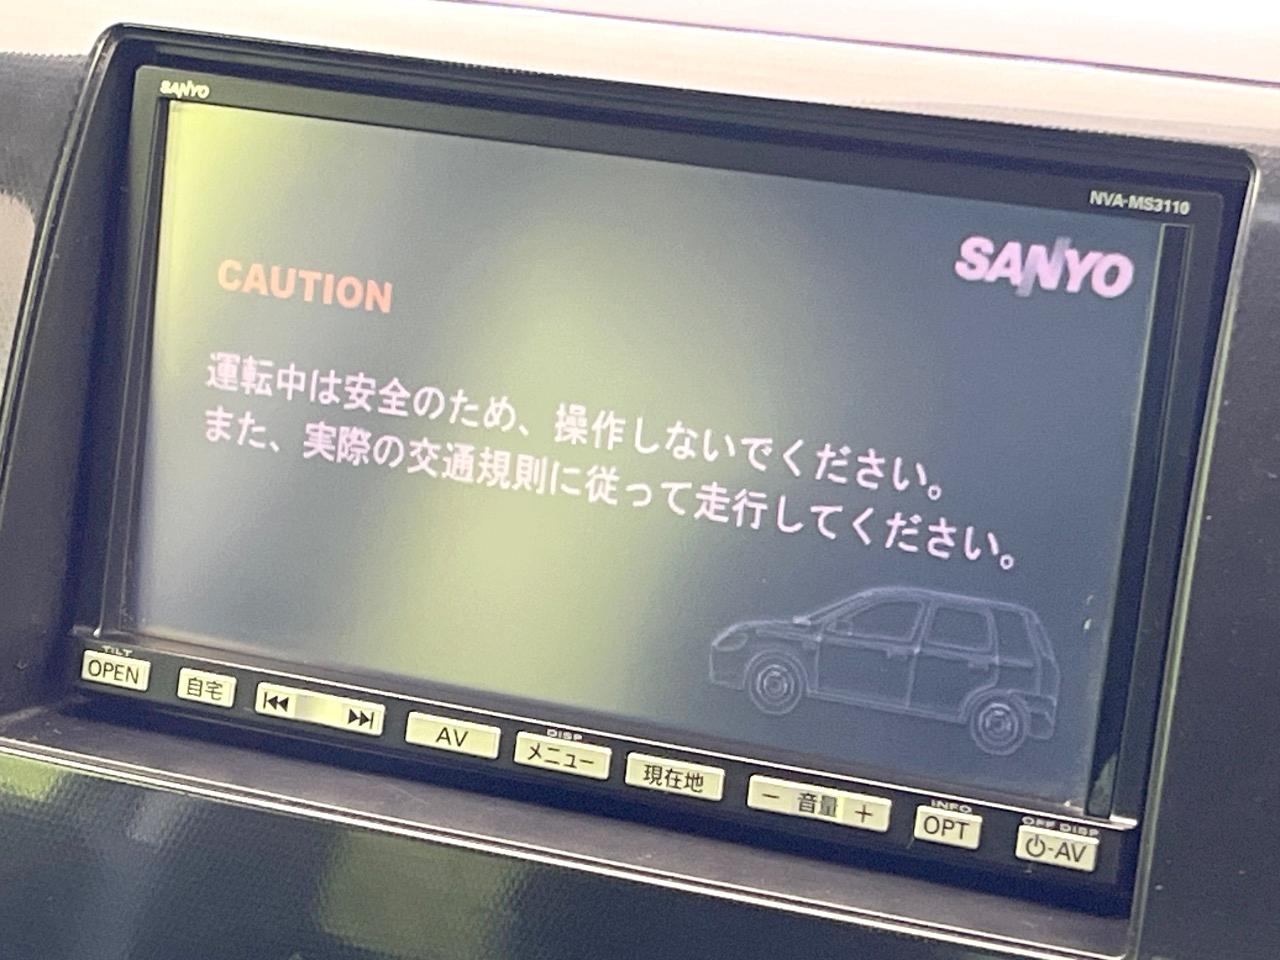 SANYO
NVA-MS3110
SANYO
CAUTION
運転中は安全のため、操作しないでください。
また、実際の交通規則に従って走行してください。
TILT
OPEN
自宅
AV
DISP
メニュー
現在地
− 音量 +
INFO
OPT
OFF DISP
⏻-AV